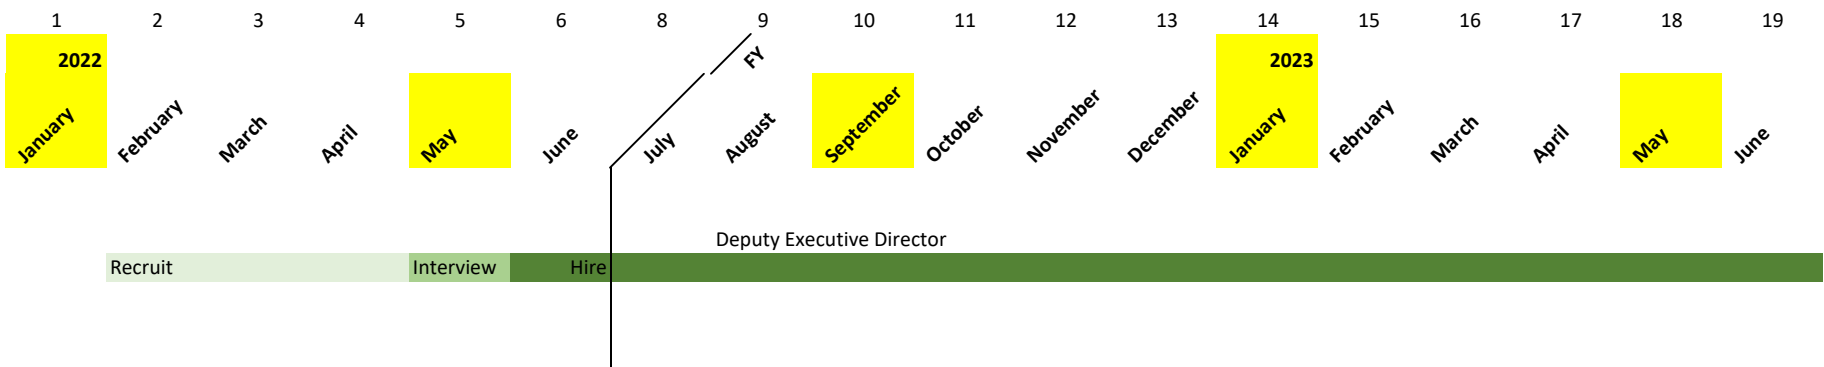 1 2 3 4 5 6 8 9 10 11 12 13 14 15 16 17 18 19
2022 FY 2023
January February March April May June July August September October November December January February March April May June
Deputy Executive Director
Recruit Interview Hire